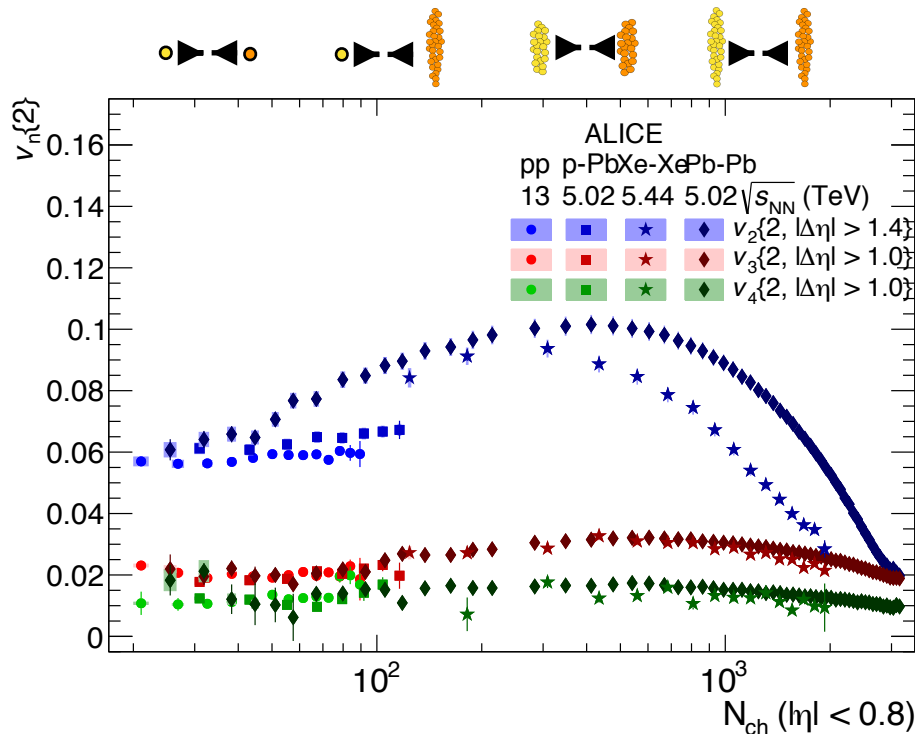 v_n{2}
0.16
0.14
0.12
0.1
0.08
0.06
0.04
0.02
0
ALICE
pp p-Pb Xe-Xe Pb-Pb
13 5.02 5.44 5.02 √s_NN (TeV)
v_2{2, |Δη| > 1.4}
v_3{2, |Δη| > 1.0}
v_4{2, |Δη| > 1.0}
10^2 10^3
N_ch (|η| < 0.8)